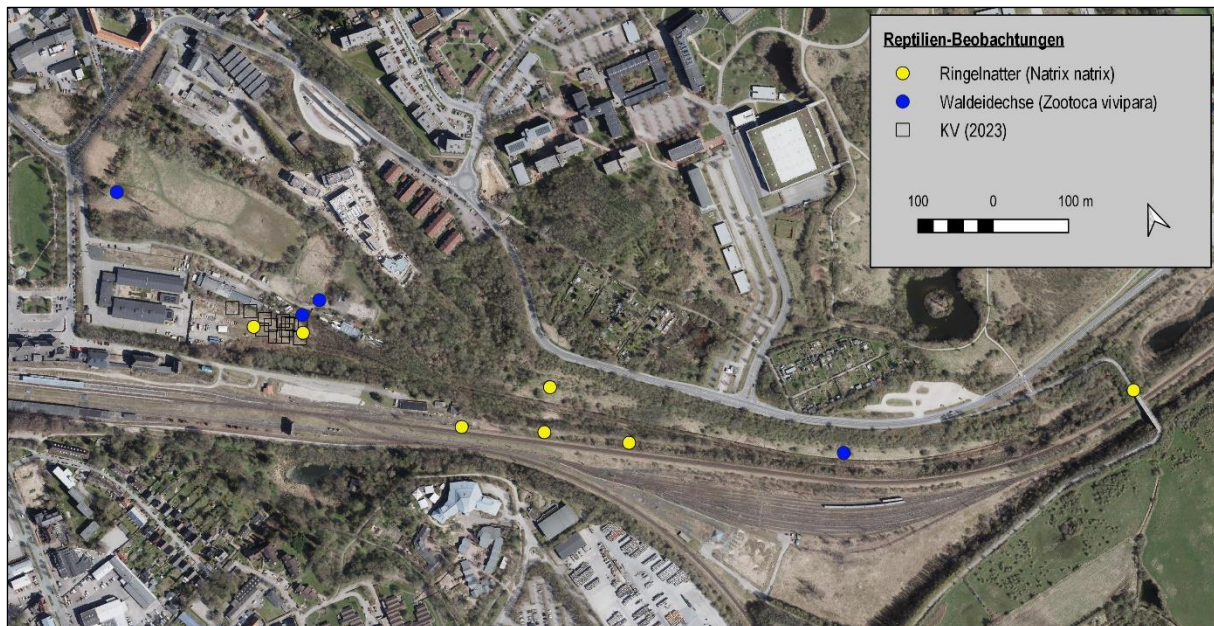 Reptilien-Beobachtungen
Ringelnatter (Natrix natrix)
Waldeidechse (Zootoca vivipara)
KV (2023)
100 0 100 m